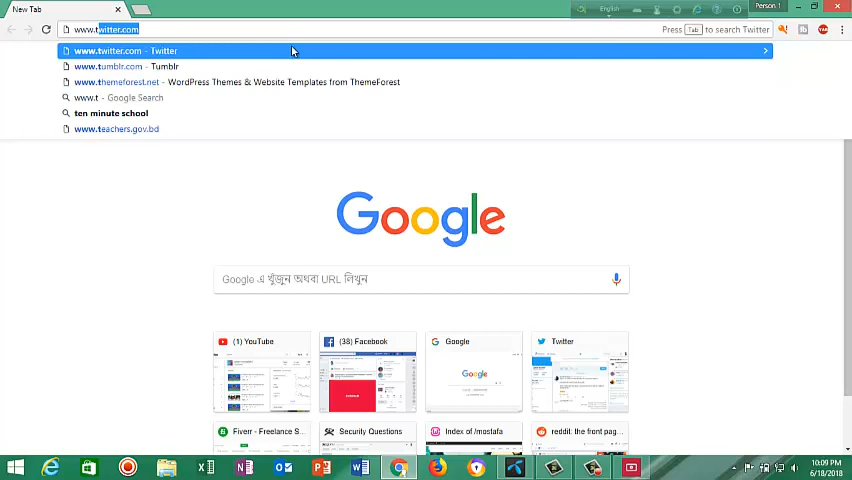 New Tab
English
Person 1
www.twitter.com
Press Tab to search Twitter
www.twitter.com – Twitter
www.tumblr.com – Tumblr
www.themeforest.net – WordPress Themes & Website Templates from ThemeForest
www.t – Google Search
ten minute school
www.teachers.gov.bd
Google
Google এ খুঁজুন অথবা URL লিখুন
(1) YouTube
(38) Facebook
Google
Twitter
Google
Fiverr - Freelance S...
Security Questions
Index of /mostafa
reddit: the front pag...
10:09 PM
6/18/2018